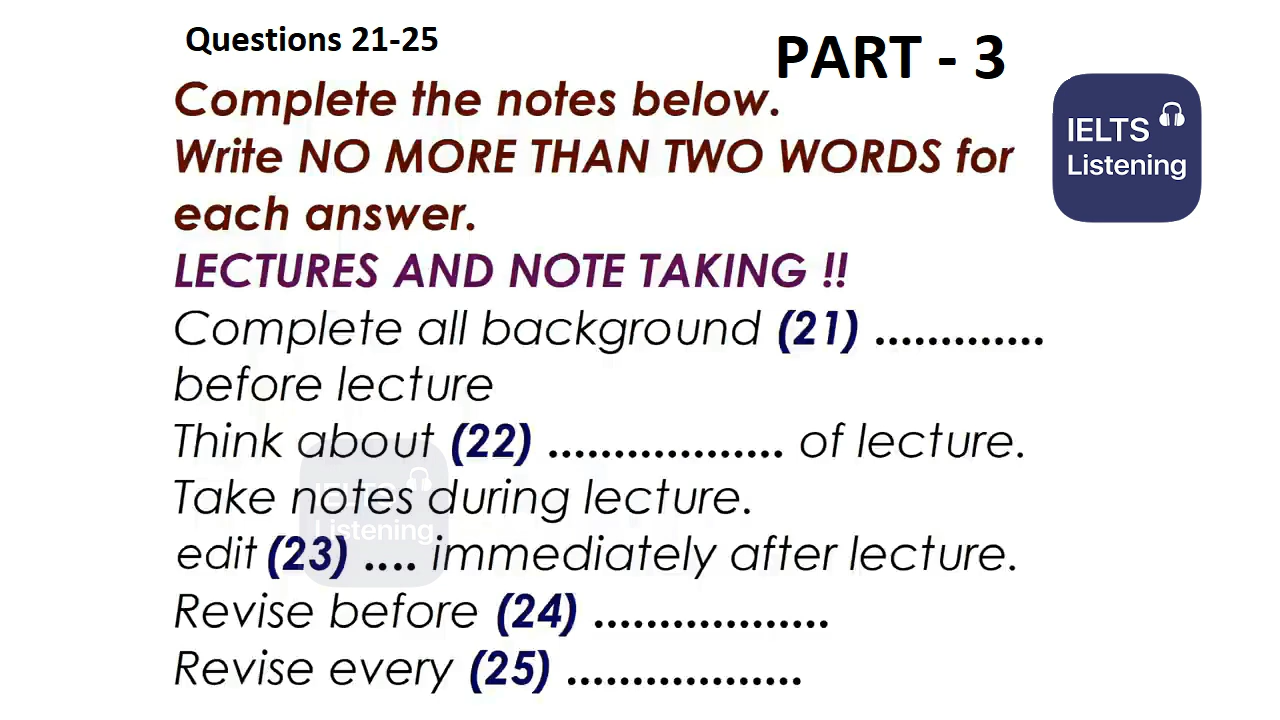 Questions 21-25
PART - 3
Complete the notes below.
Write NO MORE THAN TWO WORDS for
each answer.
IELTS
Listening
LECTURES AND NOTE TAKING !!
Complete all background (21) .............
before lecture
Think about (22) .................. of lecture.
Take notes during lecture.
IELTS
Listening
edit (23) .... immediately after lecture.
Revise before (24) ..................
Revise every (25) ..................